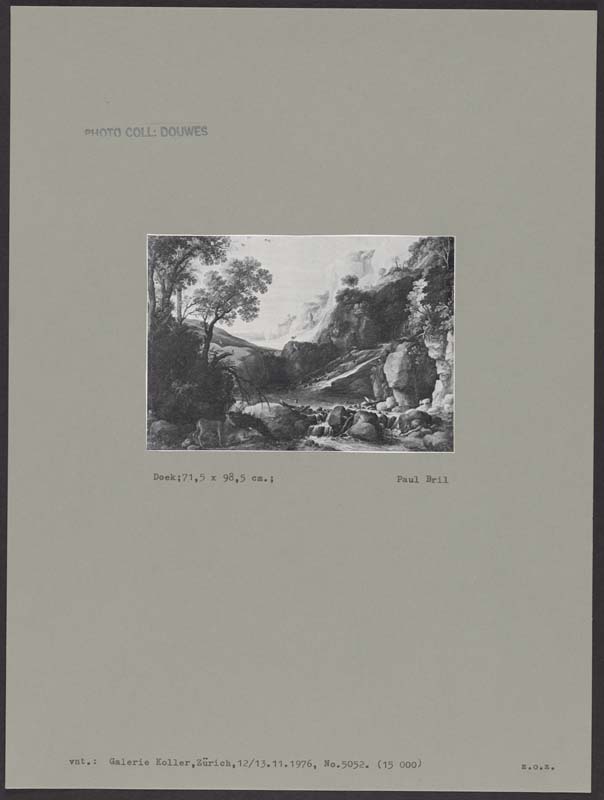 PHOTO COLL: DOUWES
Doek;71,5 x 98,5 cm.; Paul Bril
vnt.: Galerie Koller,Zürich,12/13.11.1976, No.5052. (15 000) z.o.z.